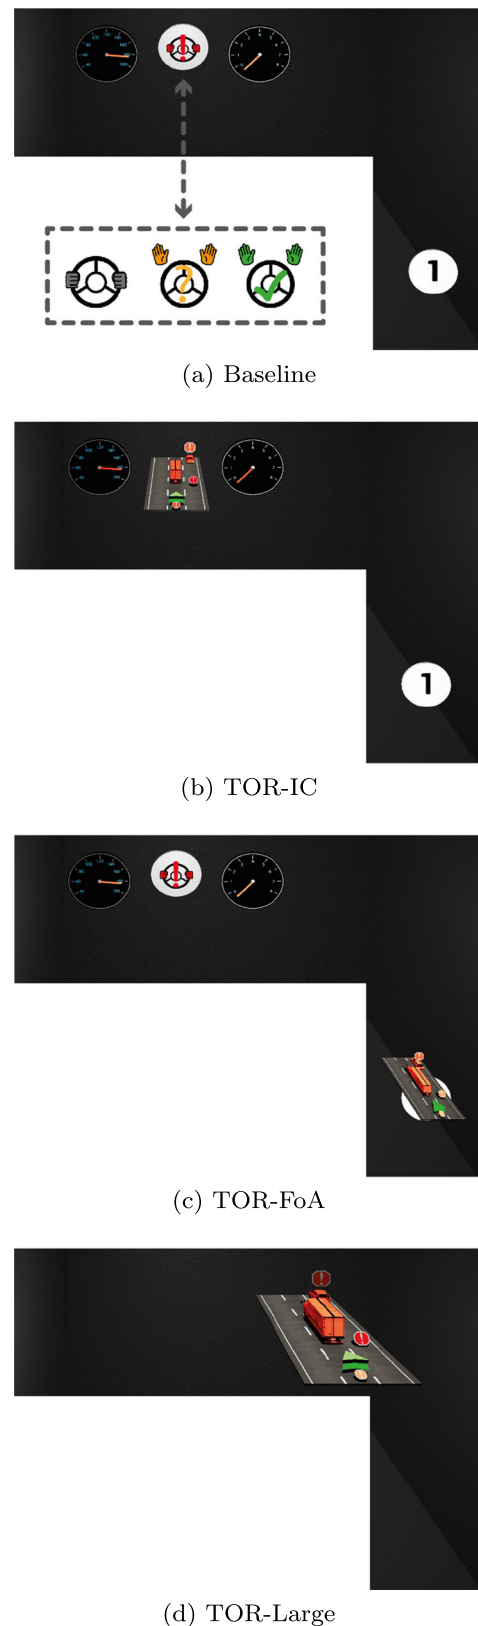 ?
1
(a) Baseline
1
(b) TOR-IC
(c) TOR-FoA
(d) TOR-Large